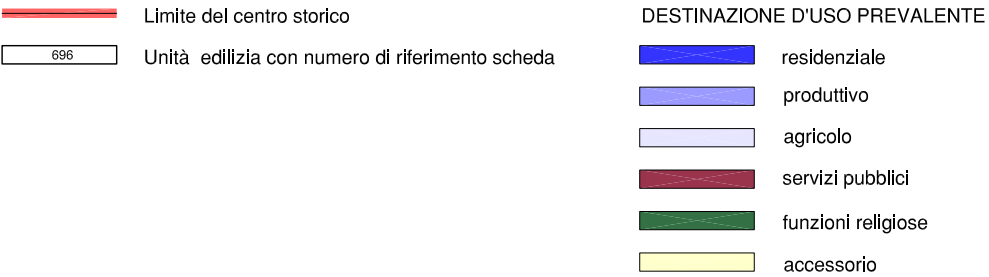 Limite del centro storico
696
Unità edilizia con numero di riferimento scheda
DESTINAZIONE D'USO PREVALENTE
residenziale
produttivo
agricolo
servizi pubblici
funzioni religiose
accessorio